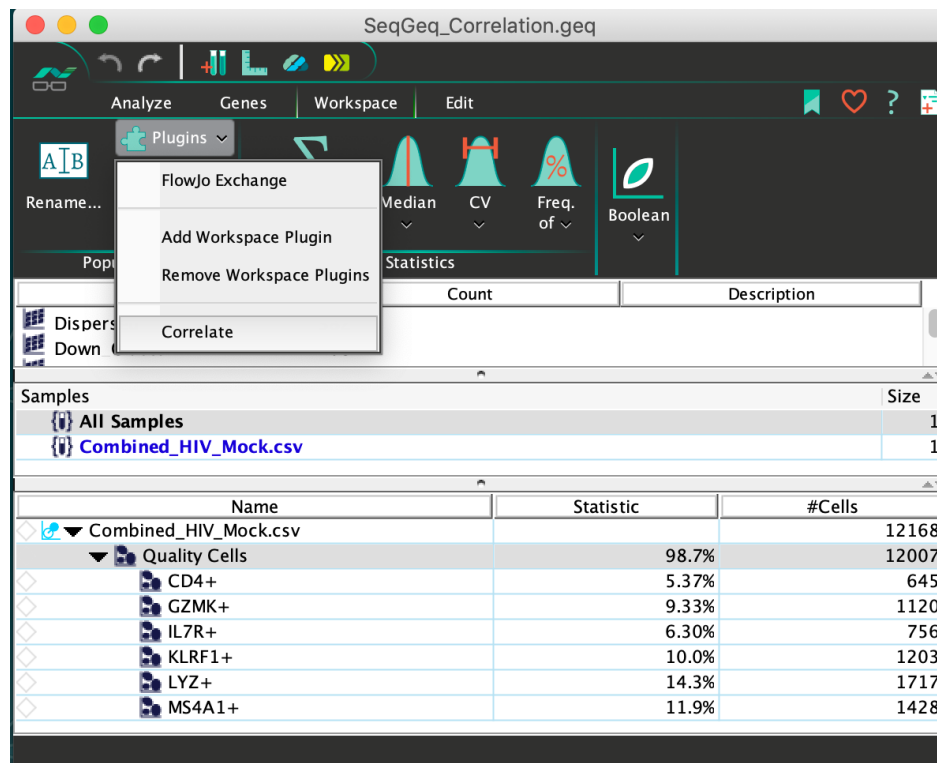 SeqGeq_Correlation.geq
Analyze Genes Workspace Edit
?
Plugins
A B
Rename...
FlowJo Exchange
Add Workspace Plugin
Remove Workspace Plugins
Correlate
Σ
Median
CV
%
Freq.
of
Boolean
Statistics
Count Description
Samples Size
All Samples 1
Combined_HIV_Mock.csv 1
Name Statistic #Cells
Combined_HIV_Mock.csv 12168
Quality Cells 98.7% 12007
CD4+ 5.37% 645
GZMK+ 9.33% 1120
IL7R+ 6.30% 756
KLRF1+ 10.0% 1203
LYZ+ 14.3% 1717
MS4A1+ 11.9% 1428